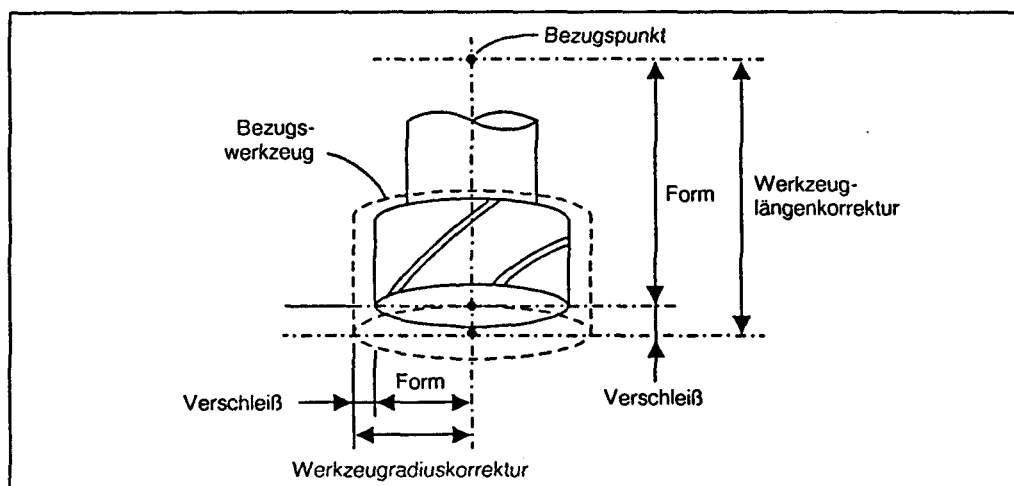 Bezugspunkt
Bezugs-
werkzeug
Form
Werkzeug-
längenkorrektur
Form
Verschleiß
Verschleiß
Werkzeugradiuskorrektur